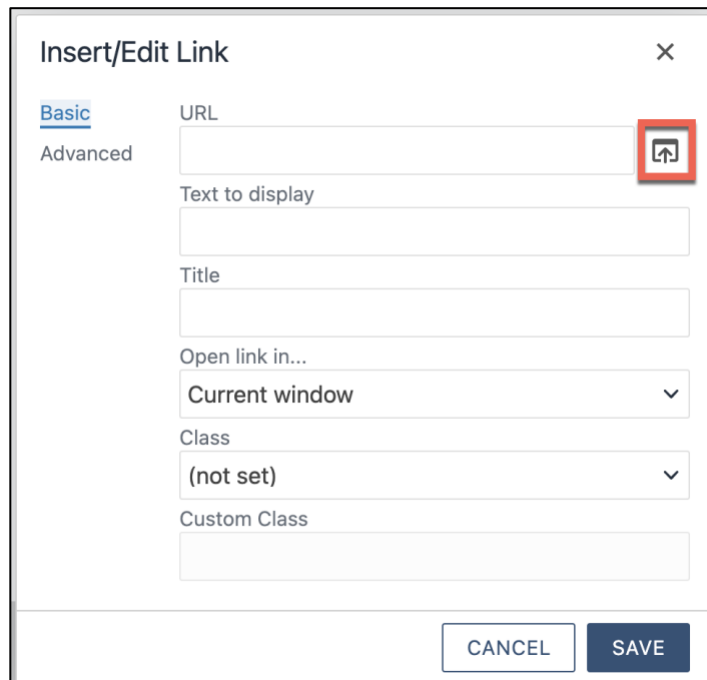 Insert/Edit Link
Basic
Advanced
URL
Text to display
Title
Open link in...
Current window
Class
(not set)
Custom Class
CANCEL
SAVE